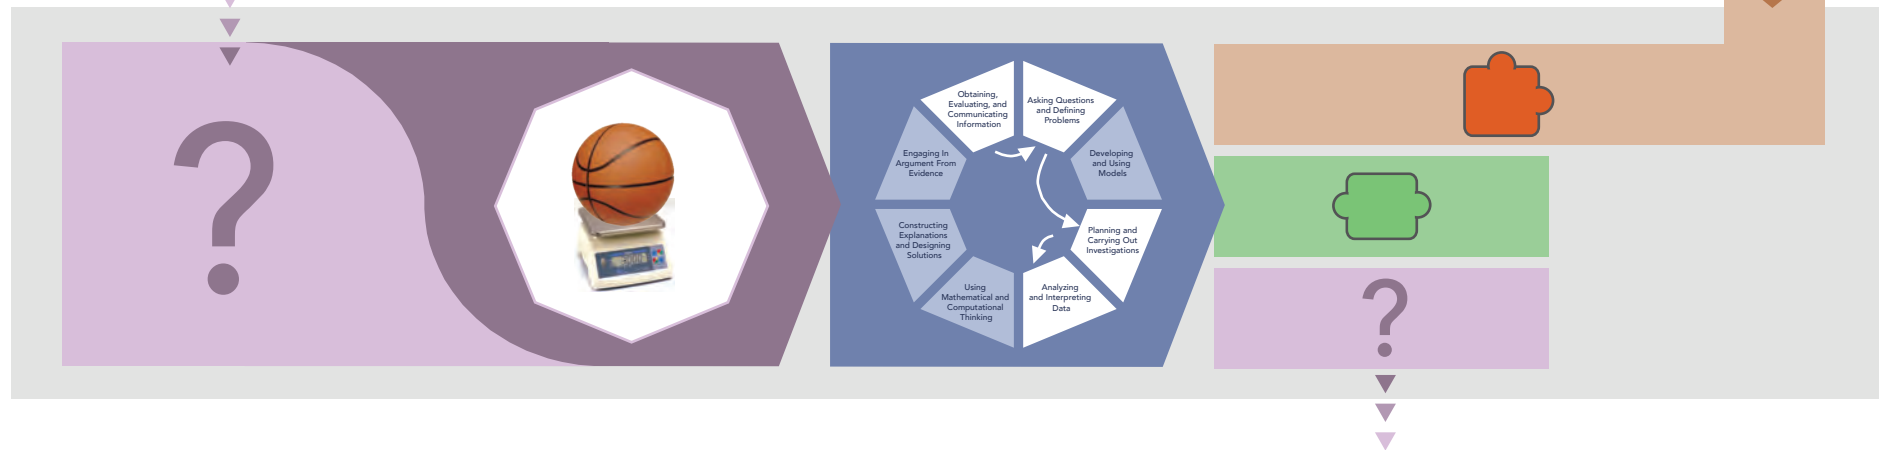 ?
Obtaining,
Evaluating, and
Communicating
Information
Asking Questions
and Defining
Problems
Developing
and Using
Models
Planning and
Carrying Out
Investigations
Analyzing
and Interpreting
Data
Using
Mathematical and
Computational
Thinking
Constructing
Explanations
and Designing
Solutions
Engaging In
Argument From
Evidence
?